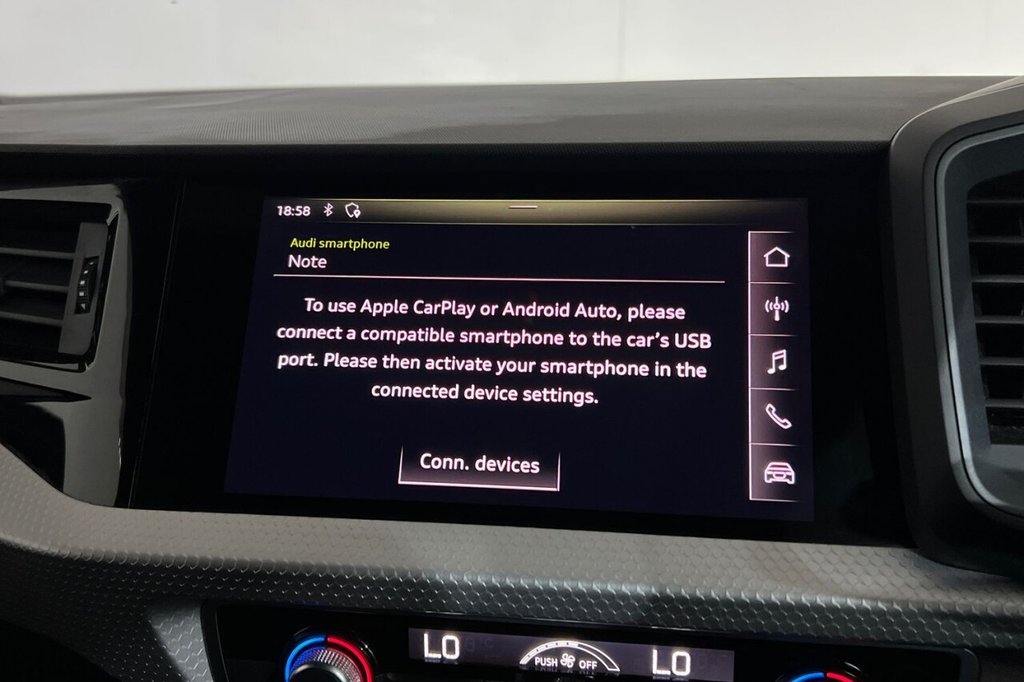 18:58
Audi smartphone
Note
To use Apple CarPlay or Android Auto, please
connect a compatible smartphone to the car's USB
port. Please then activate your smartphone in the
connected device settings.
Conn. devices
LO
PUSH OFF
LO